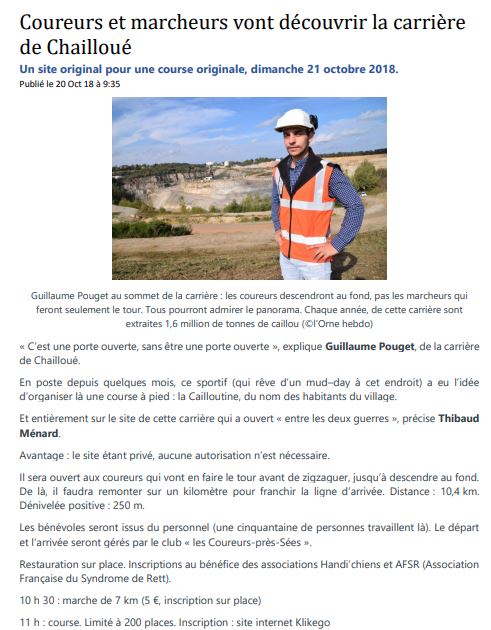 Coureurs et marcheurs vont découvrir la carrière
de Chailloué
Un site original pour une course originale, dimanche 21 octobre 2018.
Publié le 20 Oct 18 à 9:35
Guillaume Pouget au sommet de la carrière : les coureurs descendront au fond, pas les marcheurs qui
feront seulement le tour. Tous pourront admirer le panorama. Chaque année, de cette carrière sont
extraites 1,6 million de tonnes de caillou (©l'Orne hebdo)
« C'est une porte ouverte, sans être une porte ouverte », explique Guillaume Pouget, de la carrière
de Chailloué.
En poste depuis quelques mois, ce sportif (qui rêve d'un mud–day à cet endroit) a eu l'idée
d'organiser là une course à pied : la Cailloutine, du nom des habitants du village.
Et entièrement sur le site de cette carrière qui a ouvert « entre les deux guerres », précise Thibaud
Ménard.
Avantage : le site étant privé, aucune autorisation n'est nécessaire.
Il sera ouvert aux coureurs qui vont en faire le tour avant de zigzaguer, jusqu'à descendre au fond.
De là, il faudra remonter sur un kilomètre pour franchir la ligne d'arrivée. Distance : 10,4 km.
Dénivelée positive : 250 m.
Les bénévoles seront issus du personnel (une cinquantaine de personnes travaillent là). Le départ
et l'arrivée seront gérés par le club « les Coureurs-près-Sées ».
Restauration sur place. Inscriptions au bénéfice des associations Handi'chiens et AFSR (Association
Française du Syndrome de Rett).
10 h 30 : marche de 7 km (5 €, inscription sur place)
11 h : course. Limité à 200 places. Inscription : site internet Klikego